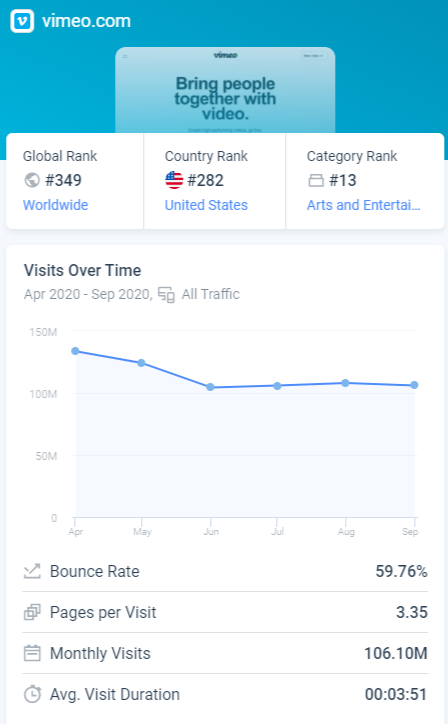 vimeo.com
vimeo
Bring people
together with
video.
Global Rank
#349
Worldwide
Country Rank
#282
United States
Category Rank
#13
Arts and Entertai...
Visits Over Time
Apr 2020 - Sep 2020, All Traffic
150M
100M
50M
0
Apr May Jun Jul Aug Sep
Bounce Rate 59.76%
Pages per Visit 3.35
Monthly Visits 106.10M
Avg. Visit Duration 00:03:51